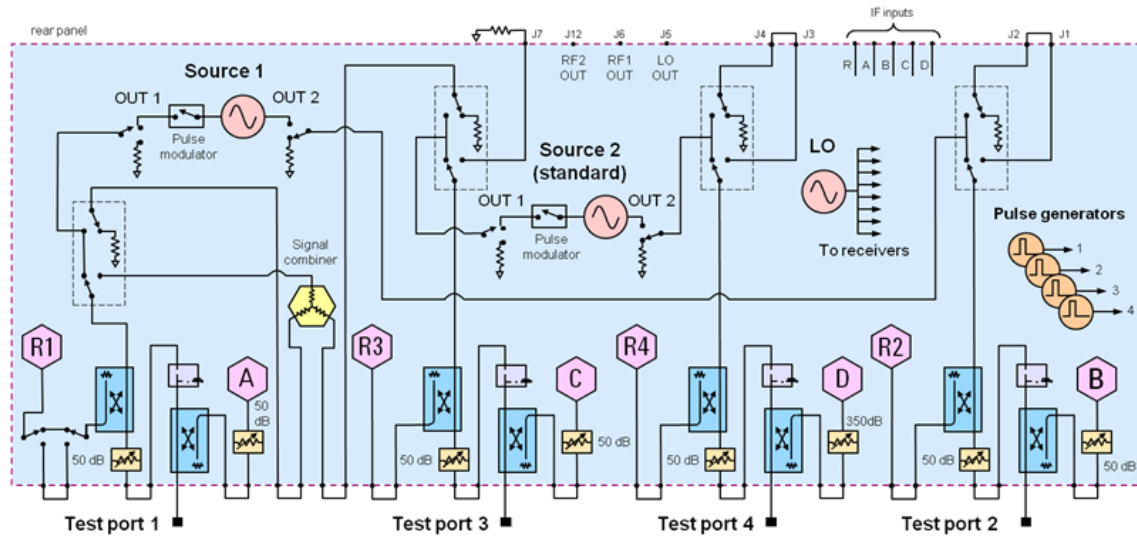 rear panel
J7
J12
J6
J5
J4
J3
IF inputs
J2
J1
RF2
OUT
RF1
OUT
LO
OUT
R
A
B
C
D
Source 1
OUT 1
OUT 2
Pulse
modulator
Source 2
(standard)
OUT 1
OUT 2
Pulse
modulator
LO
To receivers
Pulse generators
1
2
3
4
Signal
combiner
R1
A
R3
C
R4
D
R2
B
50
dB
50 dB
50 dB
50 dB
50 dB
350dB
50 dB
50 dB
Test port 1
Test port 3
Test port 4
Test port 2